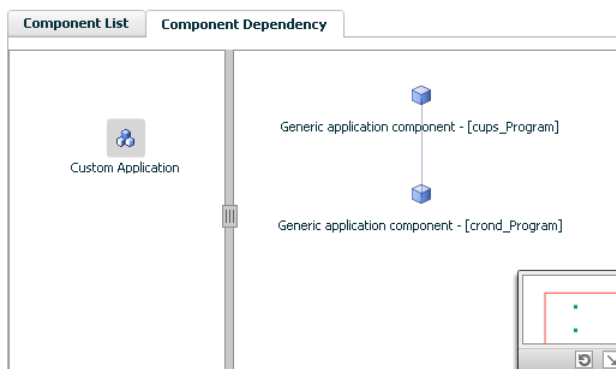 Component List
Component Dependency
Custom Application
Generic application component - [cups_Program]
Generic application component - [crond_Program]